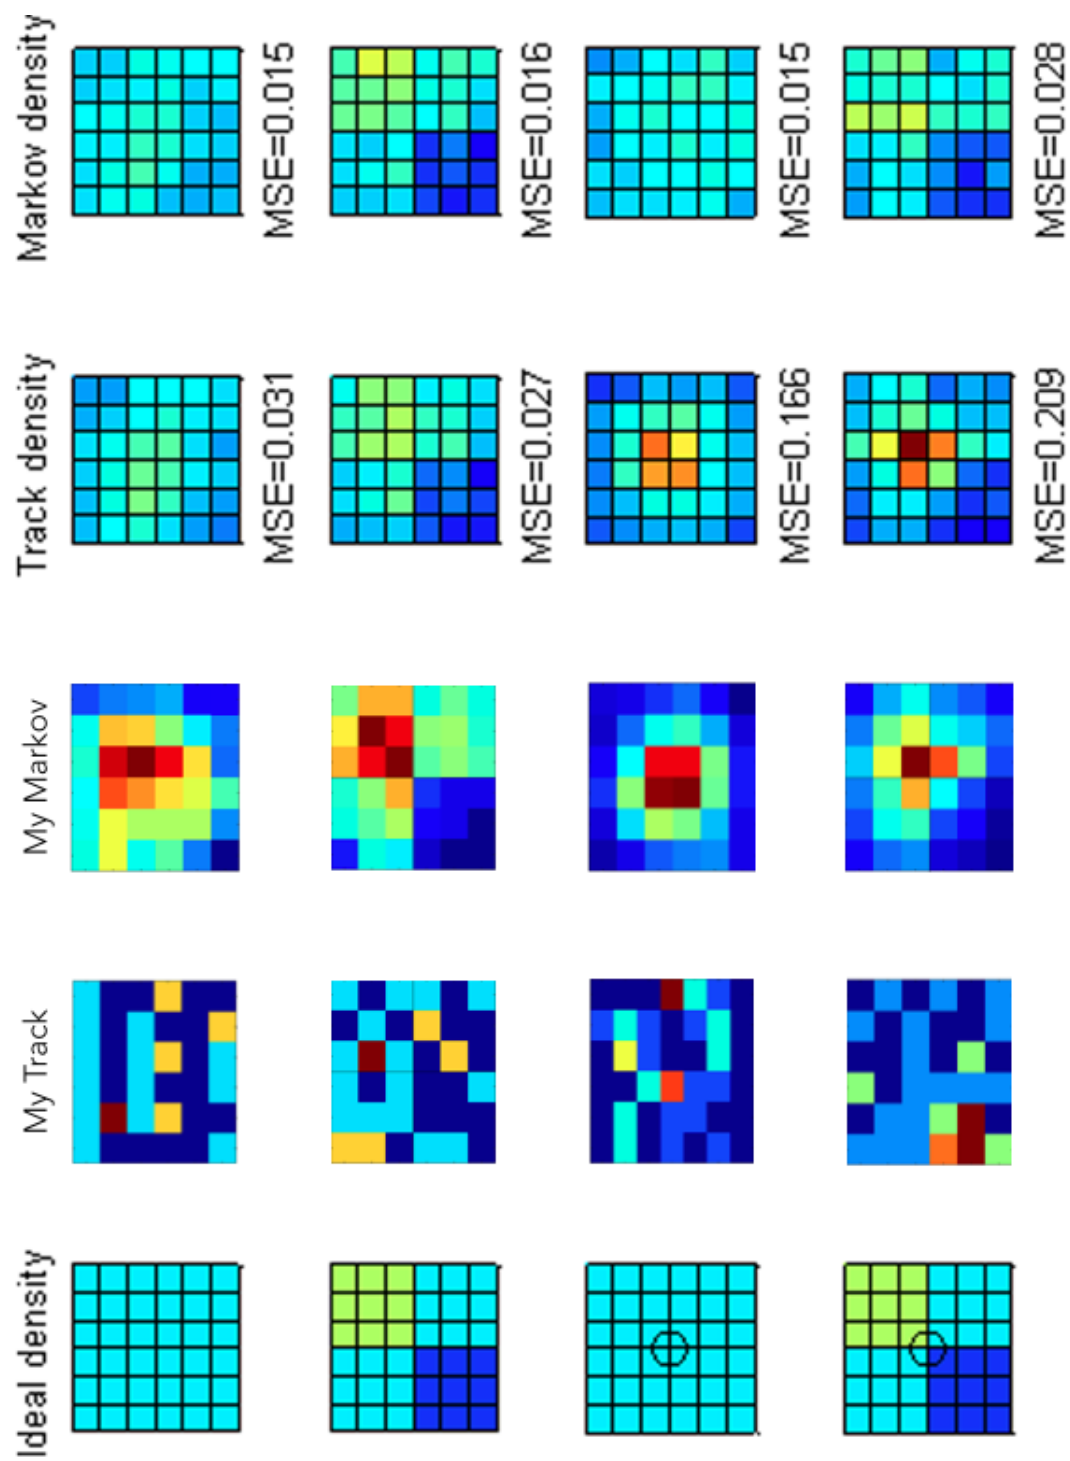 Ideal density
My Track
My Markov
Track density
Markov density
MSE=0.031
MSE=0.015
MSE=0.027
MSE=0.016
MSE=0.166
MSE=0.015
MSE=0.209
MSE=0.028